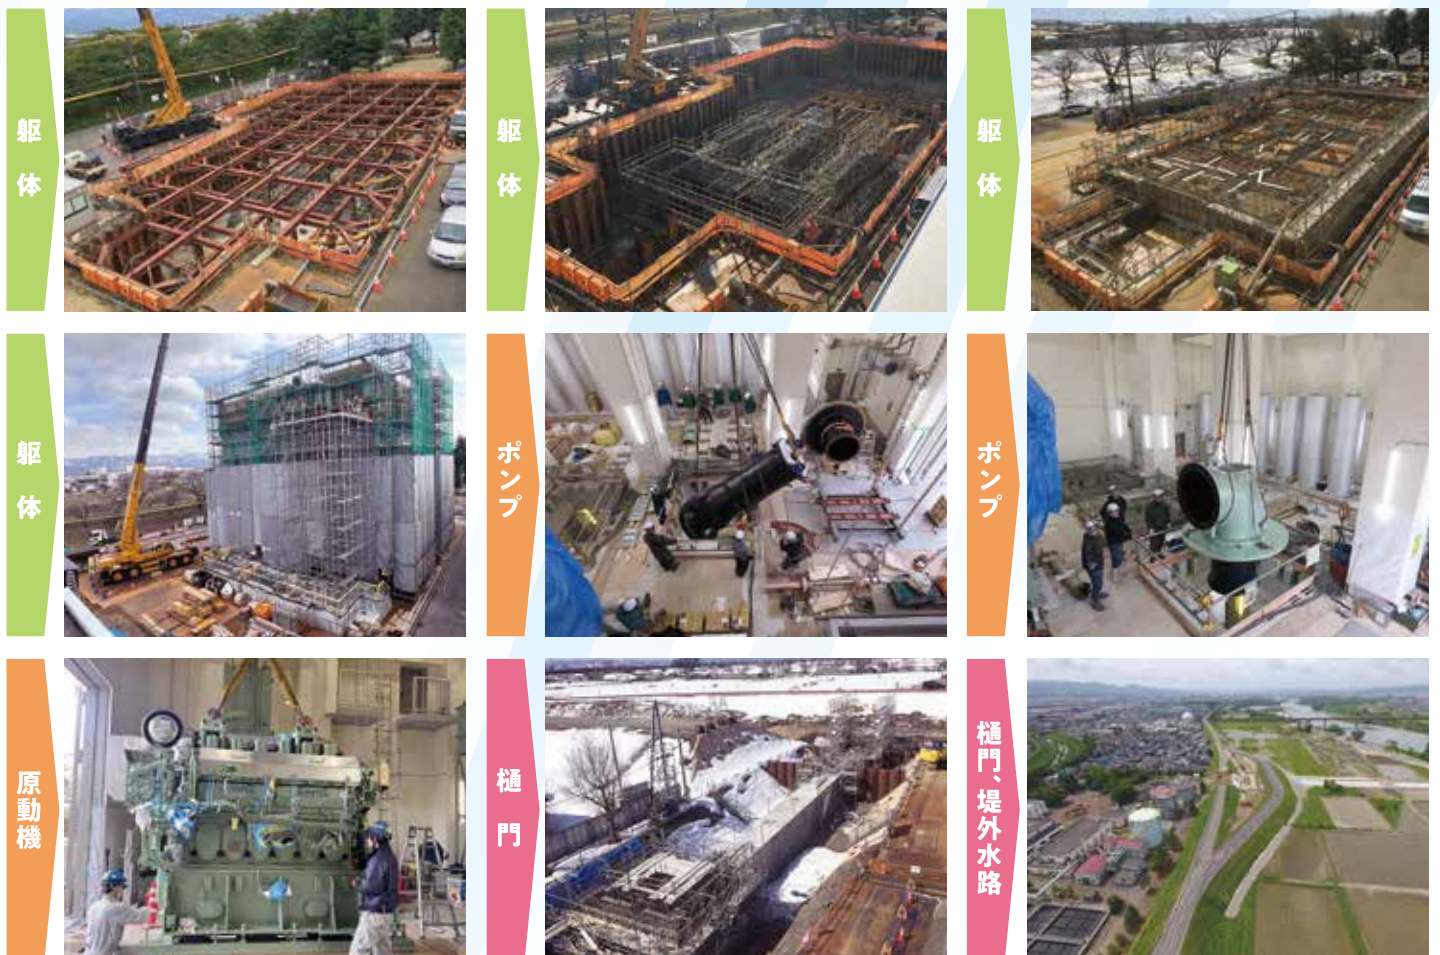 躯体
躯体
躯体
躯体
ポンプ
ポンプ
原動機
樋門
樋門、堤外水路